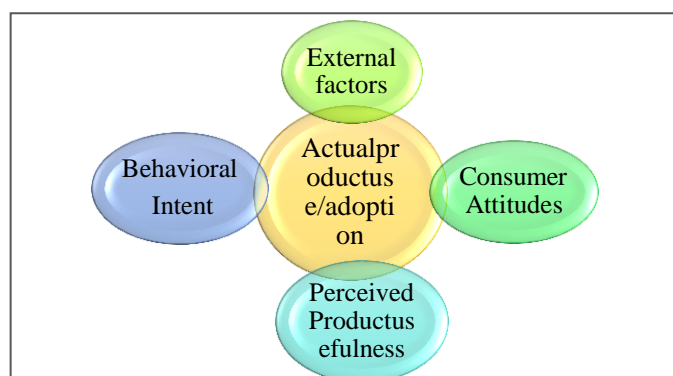 External
factors
Behavioral
Intent
Actualpr
oductus
e/adopti
on
Consumer
Attitudes
Perceived
Productus
efulness